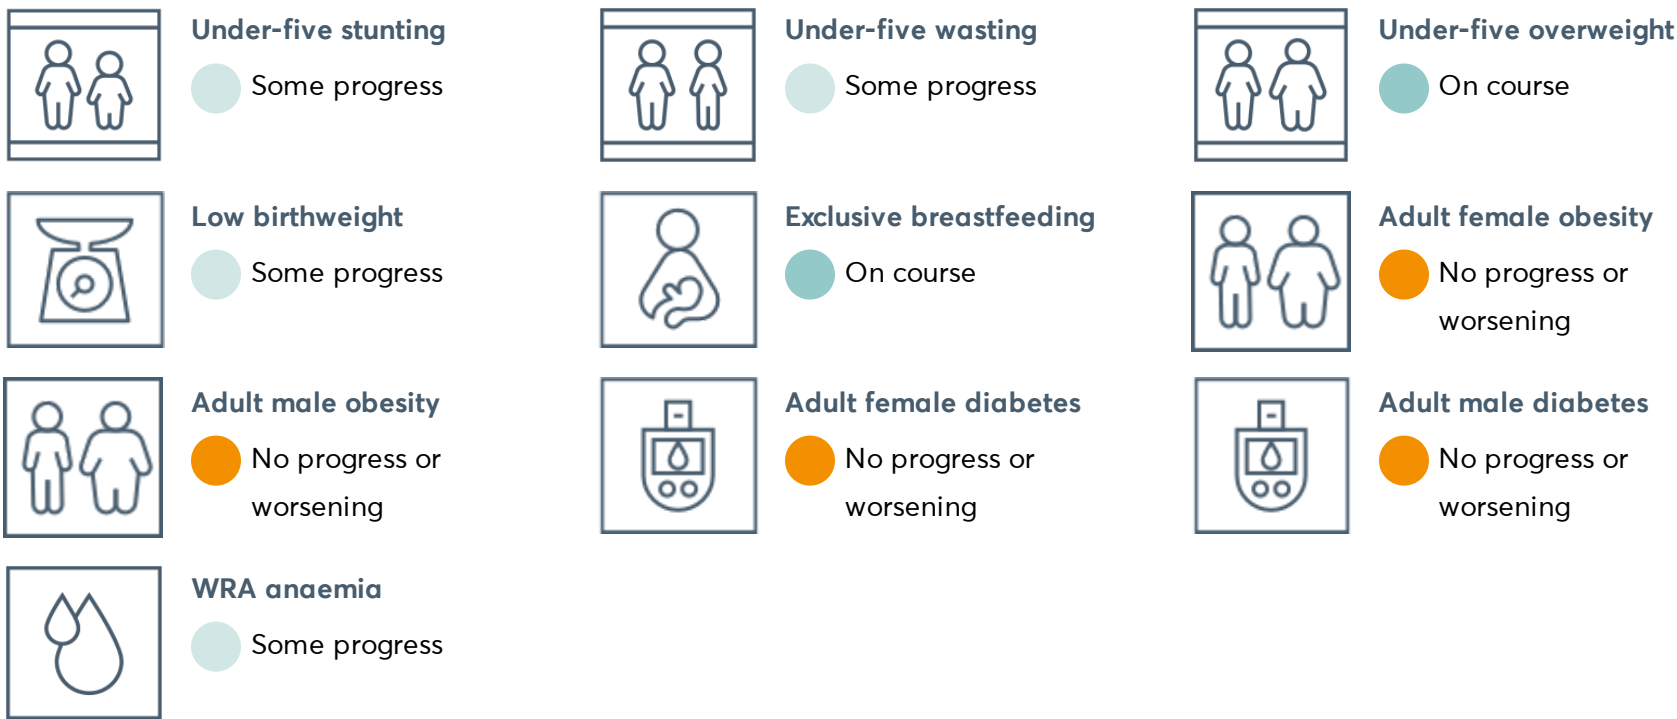 Under-five stunting
Some progress
Under-five wasting
Some progress
Under-five overweight
On course
Low birthweight
Some progress
Exclusive breastfeeding
On course
Adult female obesity
No progress or
worsening
Adult male obesity
No progress or
worsening
Adult female diabetes
No progress or
worsening
Adult male diabetes
No progress or
worsening
WRA anaemia
Some progress